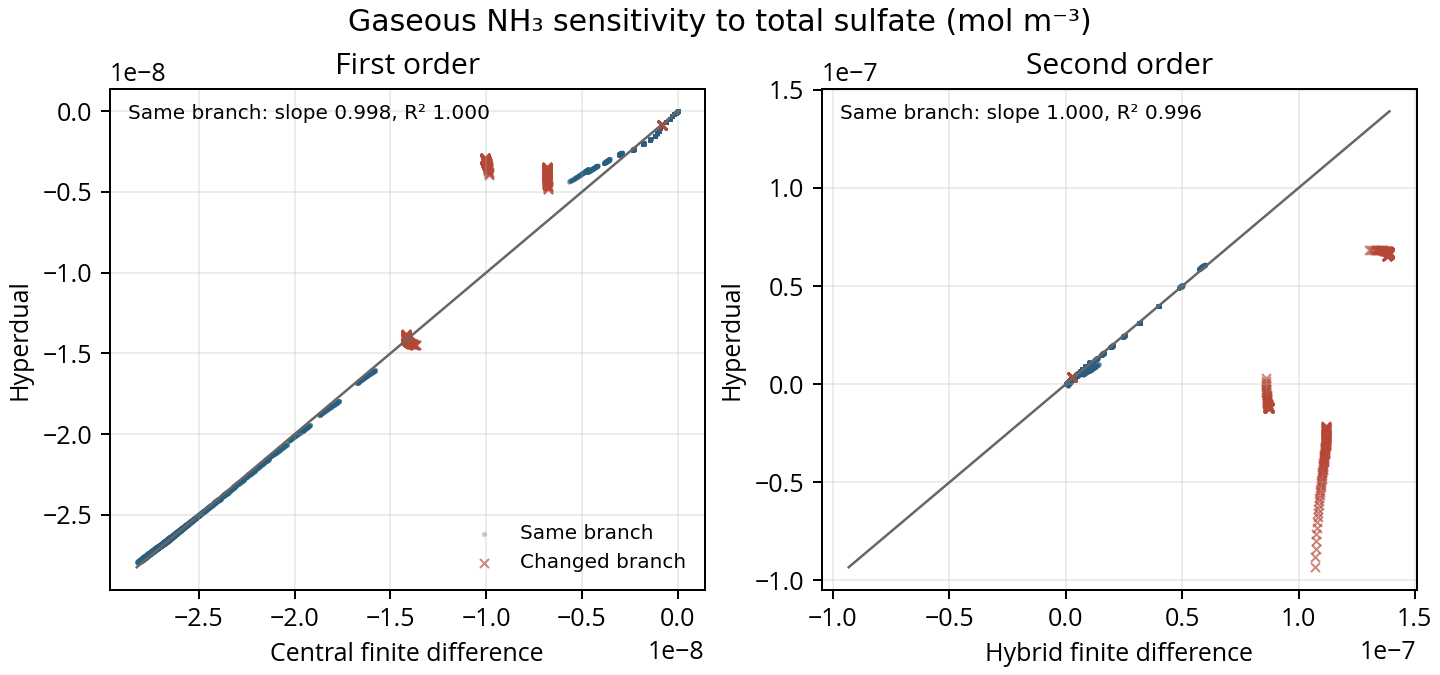 Gaseous NH₃ sensitivity to total sulfate (mol m⁻³)
First order
1e−8
Same branch: slope 0.998, R² 1.000
0.0
−0.5
−1.0
−1.5
−2.0
−2.5
Hyperdual
Same branch
Changed branch
−2.5 −2.0 −1.5 −1.0 −0.5 0.0
1e−8
Central finite difference
Second order
1e−7
Same branch: slope 1.000, R² 0.996
1.5
1.0
0.5
0.0
−0.5
−1.0
Hyperdual
−1.0 −0.5 0.0 0.5 1.0 1.5
1e−7
Hybrid finite difference